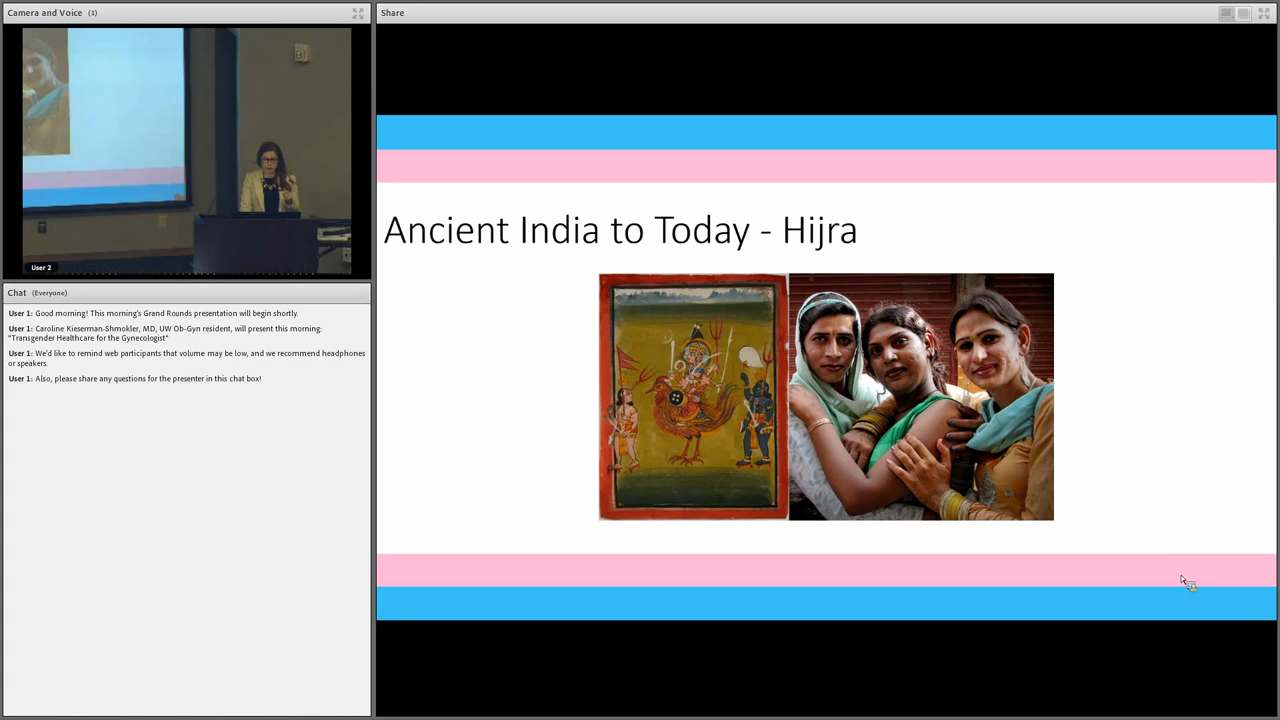 Camera and Voice (1)
User 2
Chat (Everyone)
User 1: Good morning! This morning's Grand Rounds presentation will begin shortly.
User 1: Caroline Kieserman-Shmokler, MD, UW Ob-Gyn resident, will present this morning:
"Transgender Healthcare for the Gynecologist"
User 1: We'd like to remind web participants that volume may be low, and we recommend headphones
or speakers.
User 1: Also, please share any questions for the presenter in this chat box!
Share
Ancient India to Today - Hijra